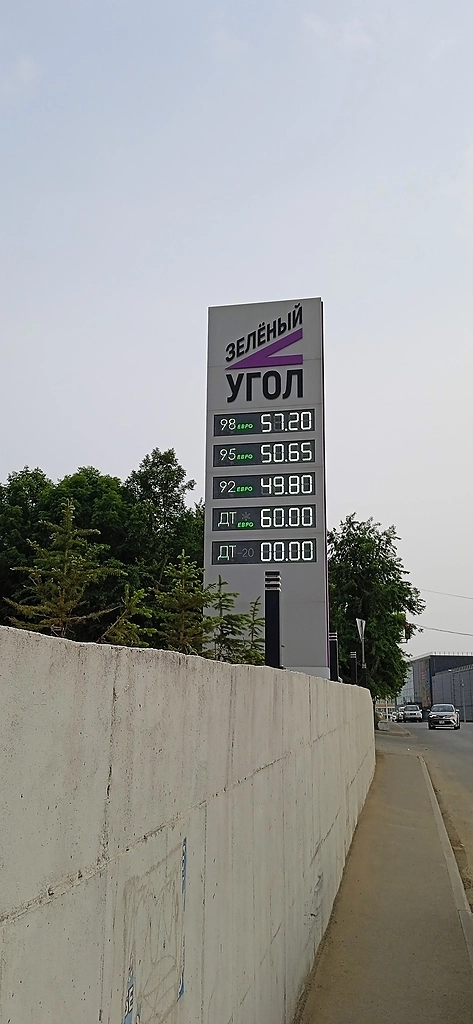 ЗЕЛЁНЫЙ
УГОЛ
98 ЕВРО 57.20
95 ЕВРО 50.65
92 ЕВРО 49.80
ДТ ЕВРО 60.00
ДТ-20 00.00